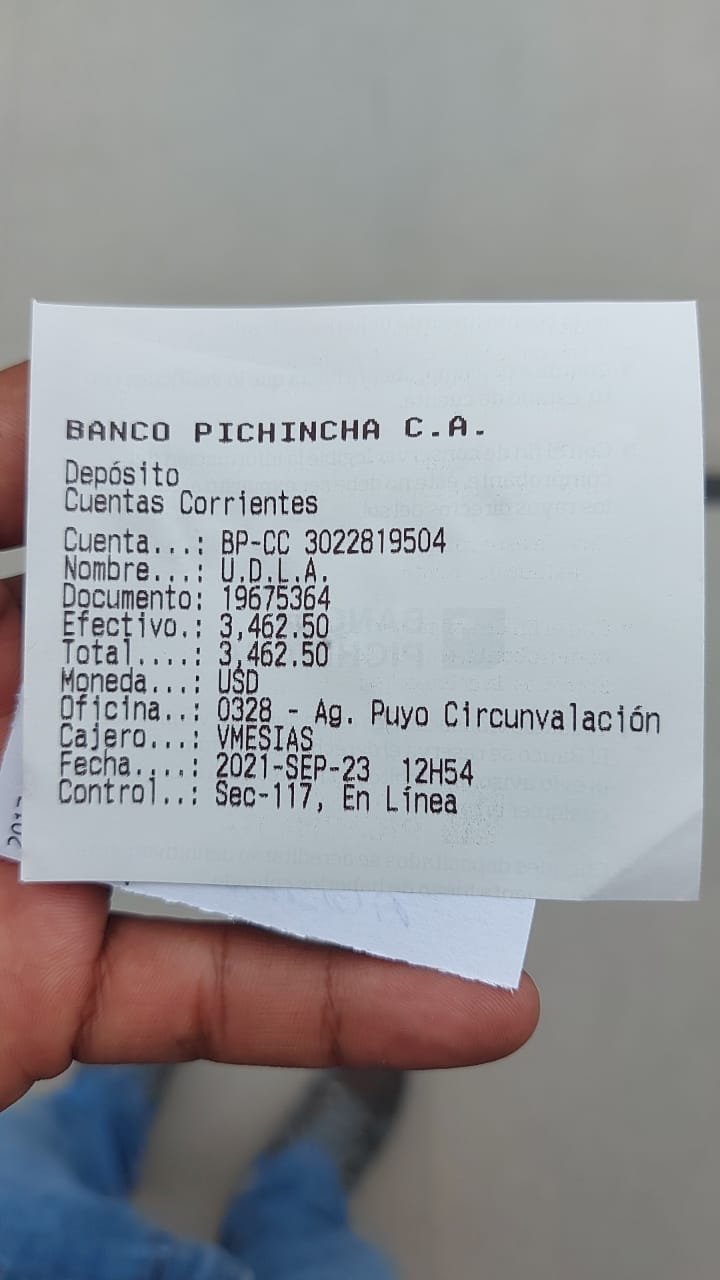 BANCO PICHINCHA C.A.
Depósito
Cuentas Corrientes
Cuenta...: BP-CC 3022819504
Nombre...: U.D.L.A.
Documento: 19675364
Efectivo.: 3,462.50
Total....: 3,462.50
Moneda...: USD
Oficina..: 0328 - Ag. Puyo Circunvalación
Cajero...: VMESIAS
Fecha....: 2021-SEP-23 12H54
Control..: Sec-117, En Línea